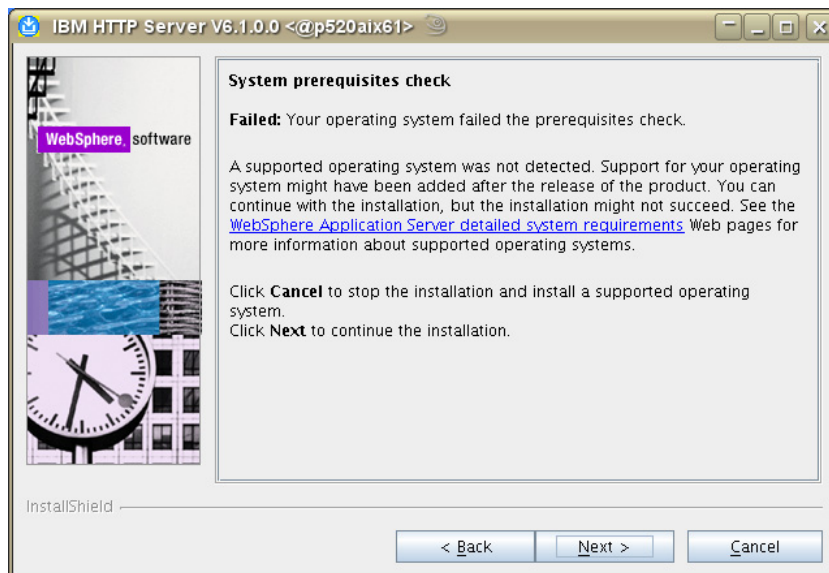 IBM HTTP Server V6.1.0.0 <@p520aix61>
WebSphere. software
System prerequisites check
Failed: Your operating system failed the prerequisites check.
A supported operating system was not detected. Support for your operating
system might have been added after the release of the product. You can
continue with the installation, but the installation might not succeed. See the
WebSphere Application Server detailed system requirements Web pages for
more information about supported operating systems.
Click Cancel to stop the installation and install a supported operating
system.
Click Next to continue the installation.
InstallShield
< Back
Next >
Cancel